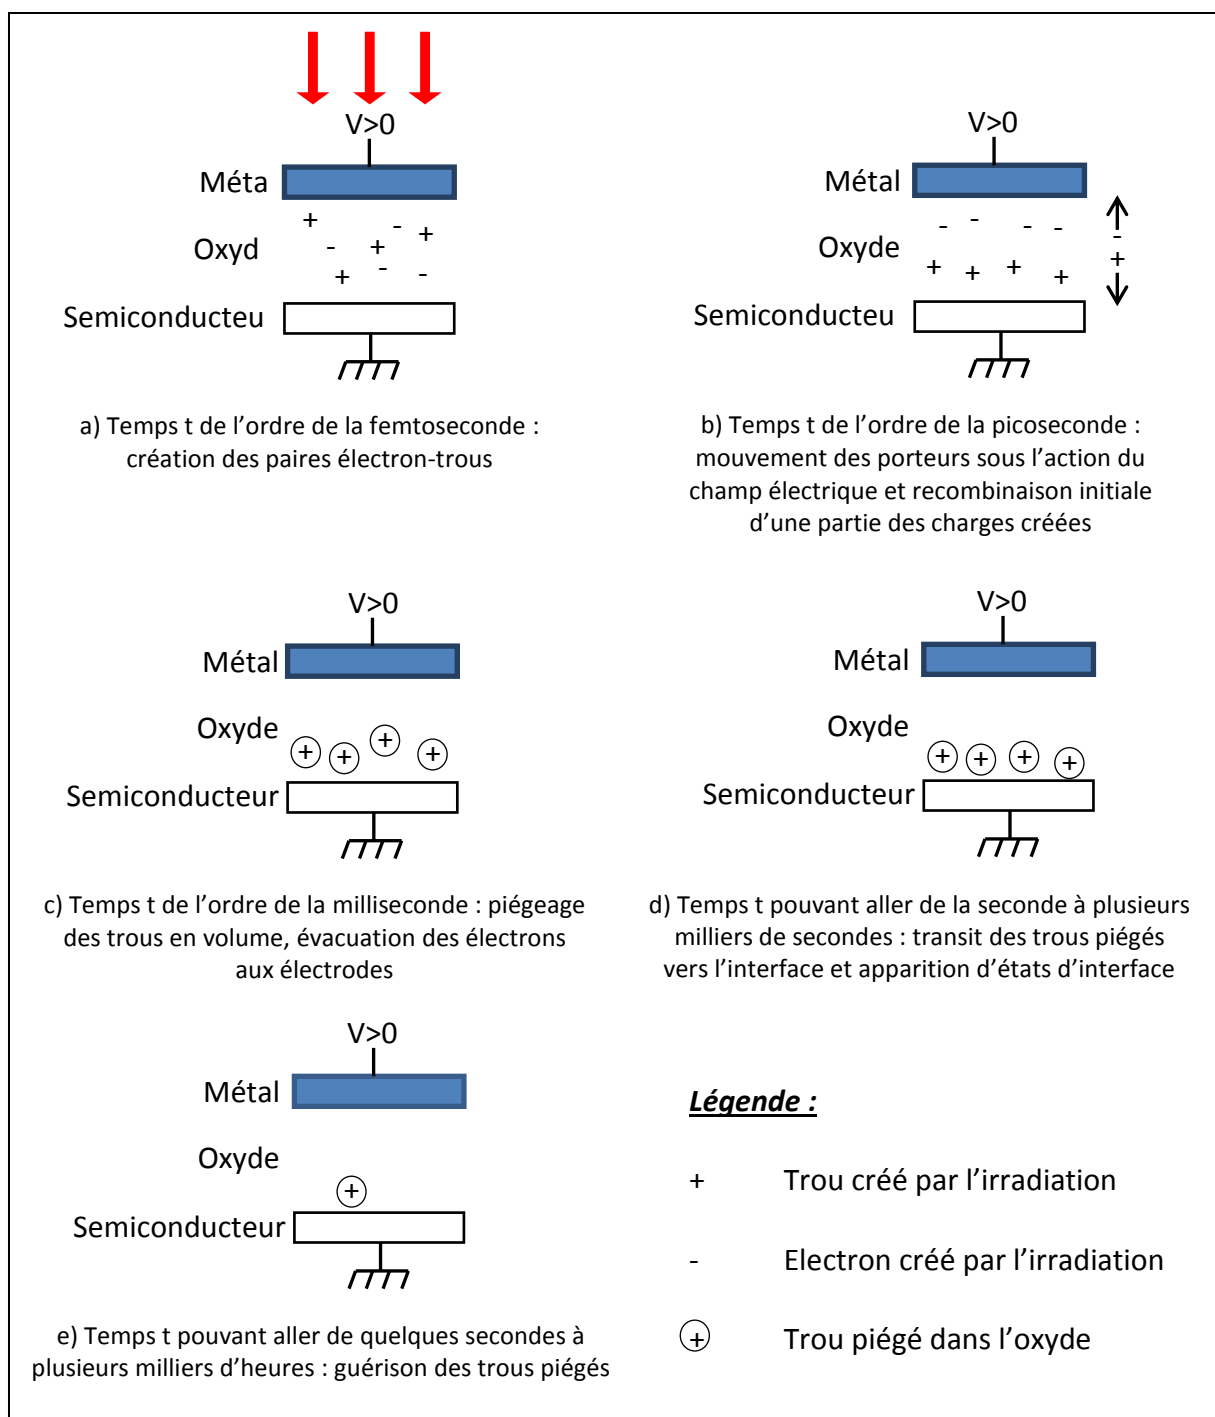 V>0
Méta
+ - +
- +
Oxyd
+ - -
Semiconducteu
a) Temps t de l'ordre de la femtoseconde :
création des paires électron-trous
V>0
Métal
- - - -
Oxyde
-
+
+ + + +
Semiconducteu
b) Temps t de l'ordre de la picoseconde :
mouvement des porteurs sous l'action du
champ électrique et recombinaison initiale
d'une partie des charges créées
V>0
Métal
Oxyde
+ + + +
Semiconducteur
c) Temps t de l'ordre de la milliseconde : piégeage
des trous en volume, évacuation des électrons
aux électrodes
V>0
Métal
Oxyde
+ + + +
Semiconducteur
d) Temps t pouvant aller de la seconde à plusieurs
milliers de secondes : transit des trous piégés
vers l'interface et apparition d'états d'interface
V>0
Métal
Oxyde
+
Semiconducteur
e) Temps t pouvant aller de quelques secondes à
plusieurs milliers d'heures : guérison des trous piégés
Légende :
+ Trou créé par l'irradiation
- Electron créé par l'irradiation
+ Trou piégé dans l'oxyde